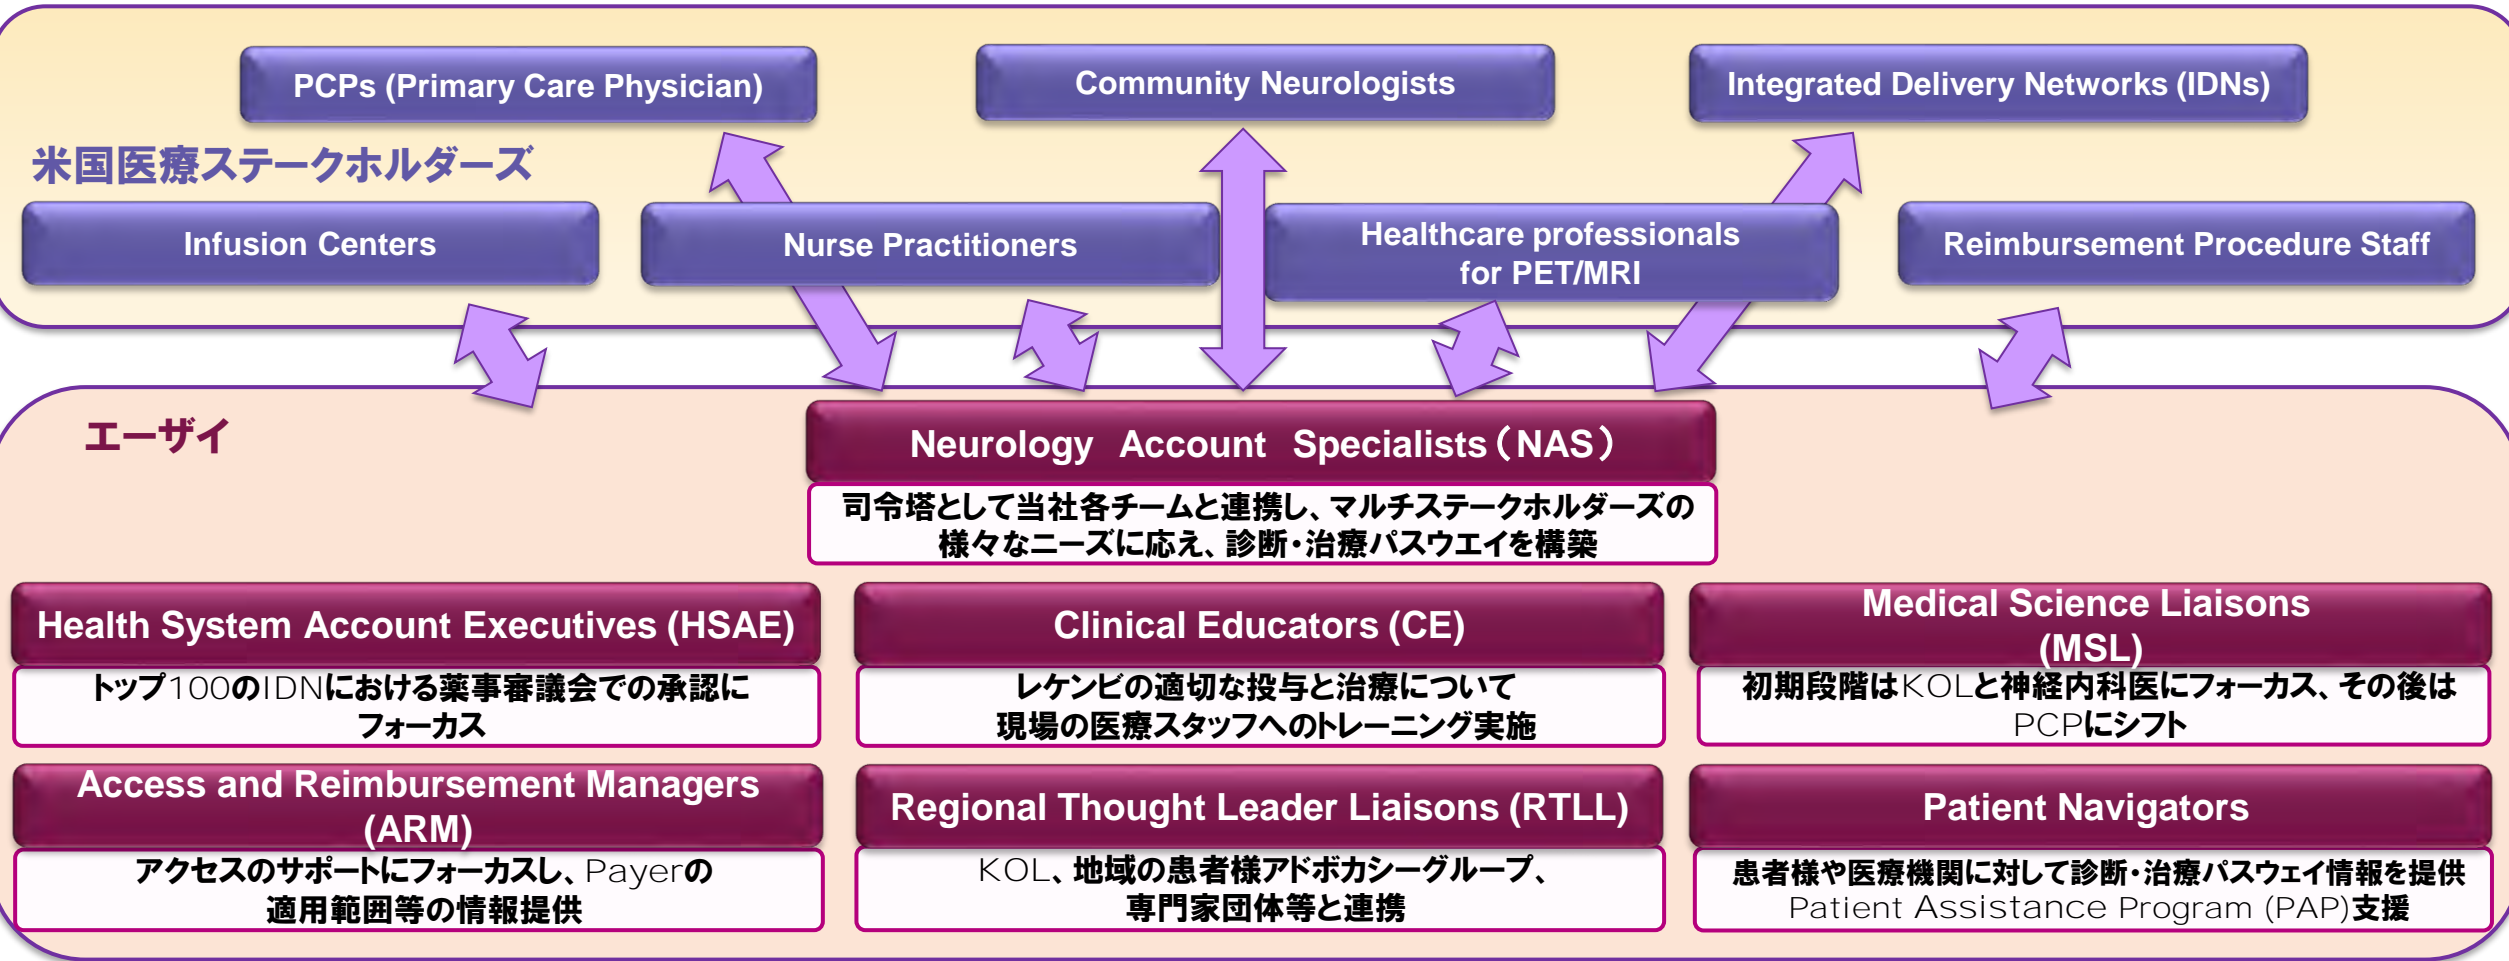 PCPs (Primary Care Physician)
Community Neurologists
Integrated Delivery Networks (IDNs)
米国医療ステークホルダーズ
Infusion Centers
Nurse Practitioners
Healthcare professionals
for PET/MRI
Reimbursement Procedure Staff
エーザイ
Neurology Account Specialists(NAS)
司令塔として当社各チームと連携し、マルチステークホルダーズの
様々なニーズに応え、診断・治療パスウエイを構築
Health System Account Executives (HSAE)
トップ100のIDNにおける薬事審議会での承認に
フォーカス
Clinical Educators (CE)
レケンビの適切な投与と治療について
現場の医療スタッフへのトレーニング実施
Medical Science Liaisons
(MSL)
初期段階はKOLと神経内科医にフォーカス、その後は
PCPにシフト
Access and Reimbursement Managers
(ARM)
アクセスのサポートにフォーカスし、Payerの
適用範囲等の情報提供
Regional Thought Leader Liaisons (RTLL)
KOL、地域の患者様アドボカシーグループ、
専門家団体等と連携
Patient Navigators
患者様や医療機関に対して診断・治療パスウェイ情報を提供
Patient Assistance Program (PAP)支援